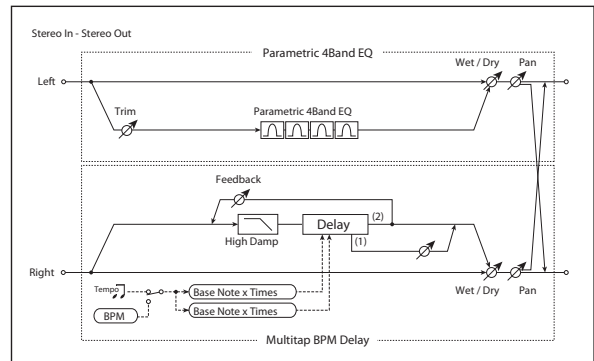 Stereo In - Stereo Out
Parametric 4Band EQ
Wet / Dry
Pan
Left
Trim
Parametric 4Band EQ
Feedback
High Damp
Delay
(2)
(1)
Right
Wet / Dry
Pan
Tempo
BPM
Base Note x Times
Base Note x Times
Multitap BPM Delay